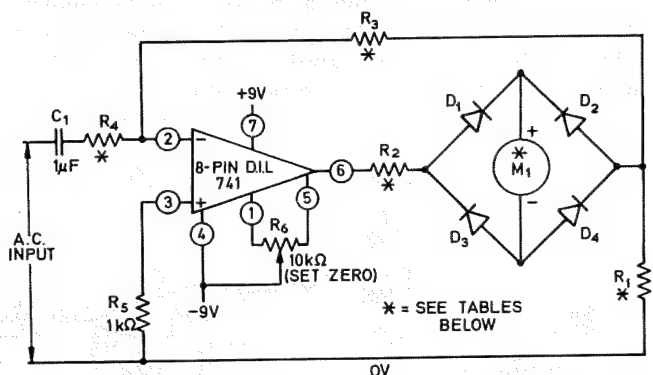 R3
*
C1
1µF
R4
*
2
−
+9V
7
8-PIN D.I.L
741
3
+
4
1
5
6
R6
10kΩ
(SET ZERO)
−9V
R2
*
D1
D2
+
*
M1
−
D3
D4
A.C.
INPUT
R5
1kΩ
R1
*
* = SEE TABLES
BELOW
0V